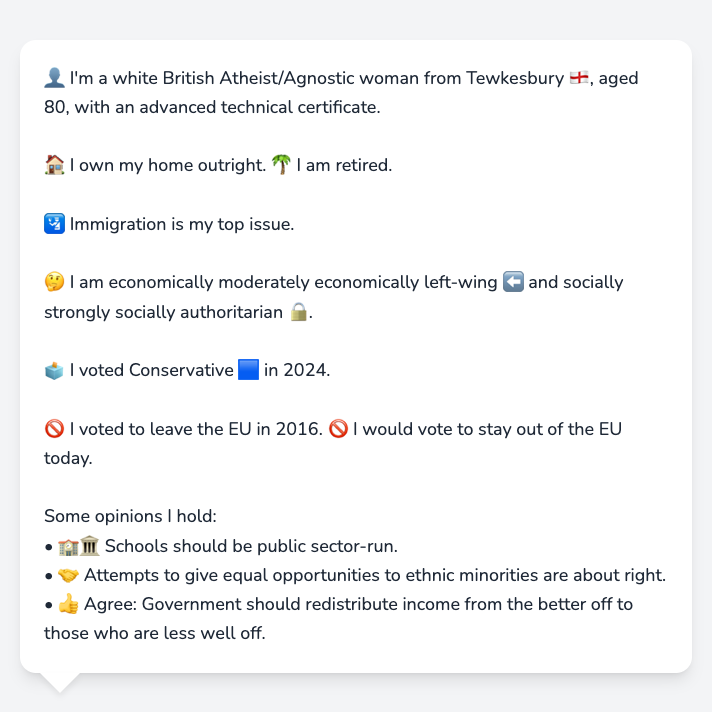 👤 I'm a white British Atheist/Agnostic woman from Tewkesbury 🏴󠁧󠁢󠁥󠁮󠁧󠁿, aged
80, with an advanced technical certificate.
🏠 I own my home outright. 🌴 I am retired.
🛂 Immigration is my top issue.
🤔 I am economically moderately economically left-wing ⬅️ and socially
strongly socially authoritarian 🔒.
🗳️ I voted Conservative 🟦 in 2024.
🚫 I voted to leave the EU in 2016. 🚫 I would vote to stay out of the EU
today.
Some opinions I hold:
• 🏫🏛️ Schools should be public sector-run.
• 🤝 Attempts to give equal opportunities to ethnic minorities are about right.
• 👍 Agree: Government should redistribute income from the better off to
those who are less well off.